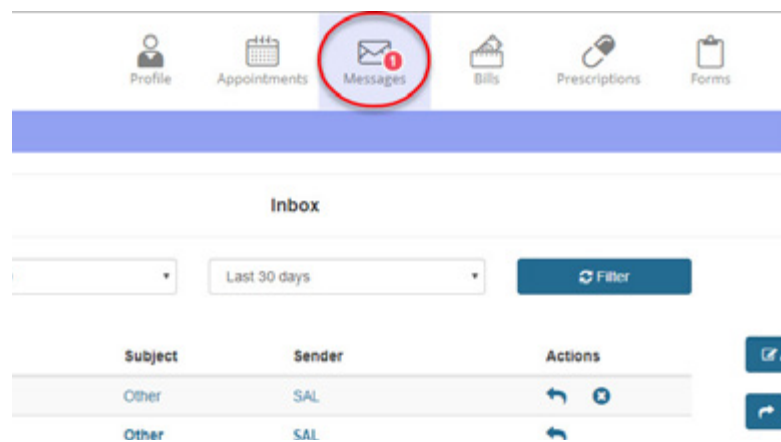 Profile Appointments Messages 1 Bills Prescriptions Forms
Inbox
Last 30 days Filter
Subject Sender Actions
Other SAL
Other SAL